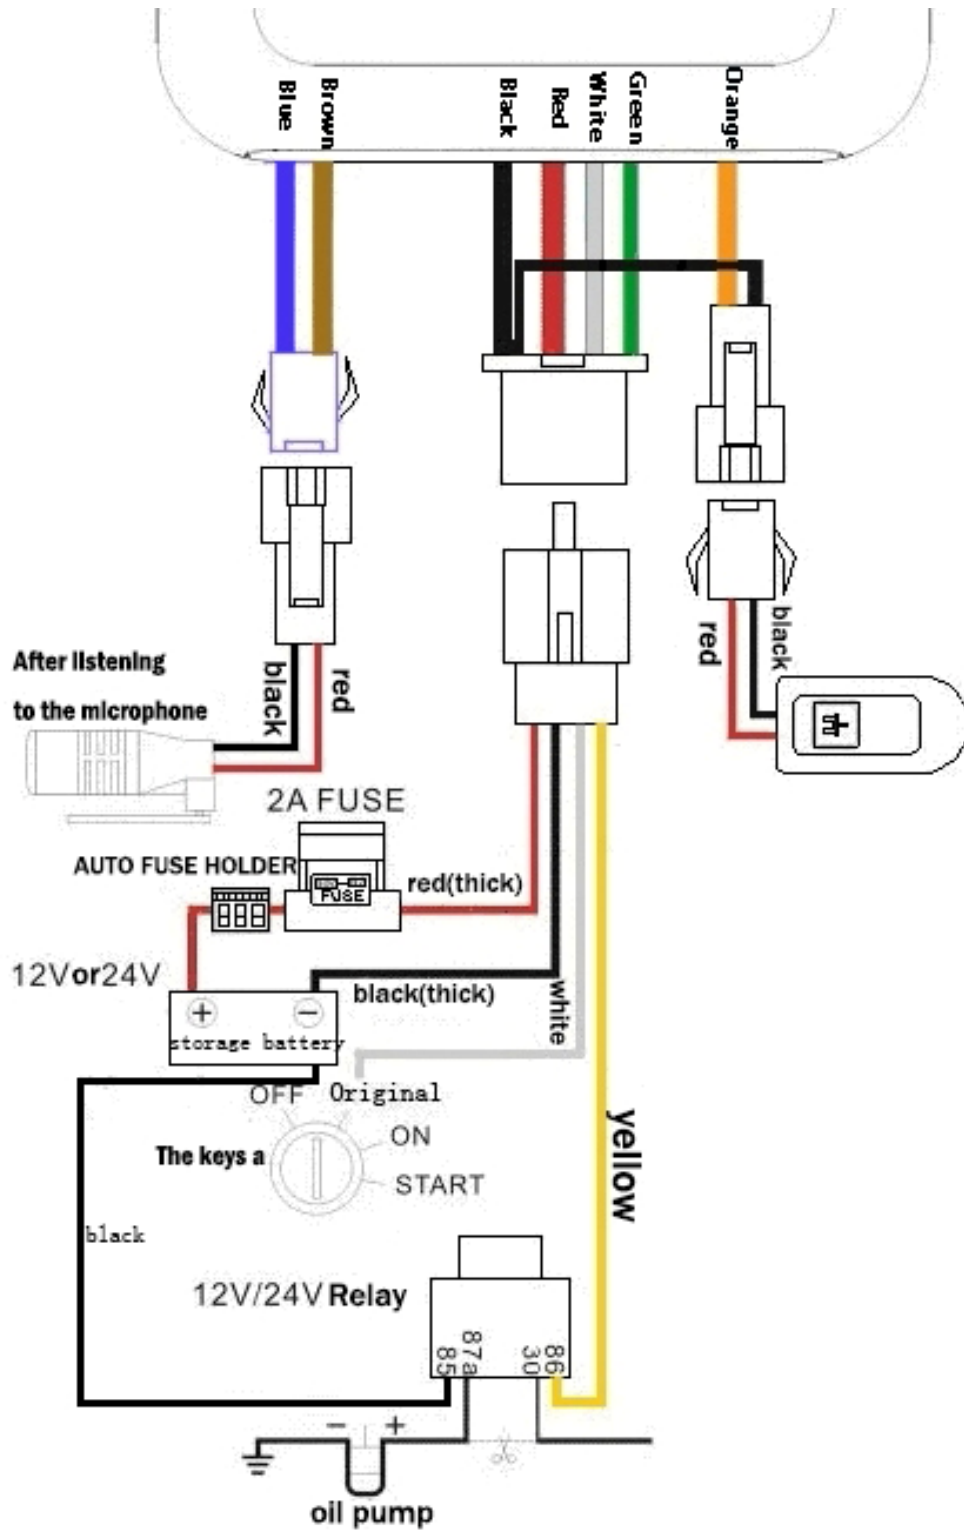 Blue
Brown
Black
Red
White
Green
Orange
After listening
to the microphone
black
red
red
black
2A FUSE
AUTO FUSE HOLDER
FUSE
red(thick)
12Vor24V
black(thick)
white
+
−
storage battery
OFF
Original
ON
The keys a
START
yellow
black
12V/24V Relay
85
87a
30
86
− +
oil pump